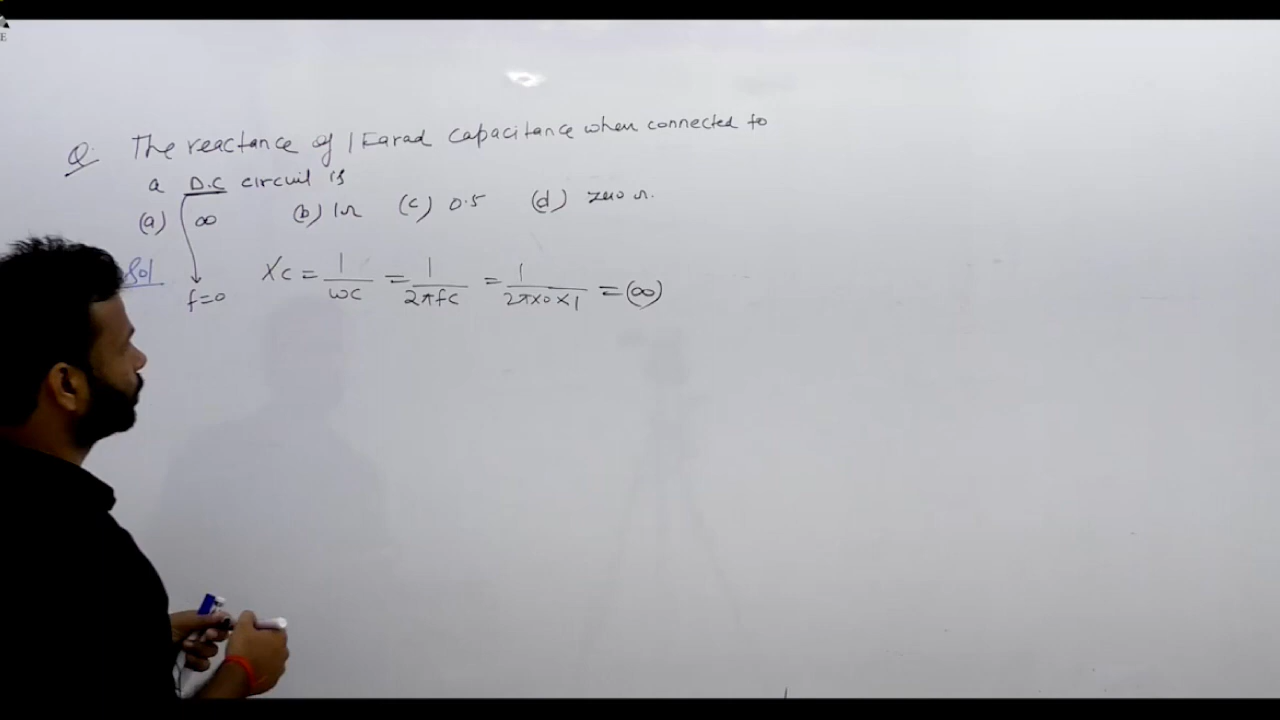 E
Q. The reactance of 1 Farad capacitance when connected to
a D.C circuit is
(a) ∞ (b) 1Ω (c) 0.5 (d) zero Ω.
Sol
f=0
Xc = 1/ωC = 1/2πfC = 1/2π×0×1 = (∞)